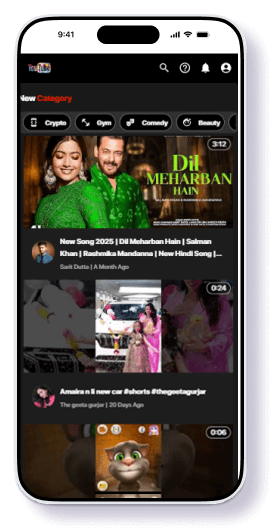 9:41
New Category
Crypto
Gym
Comedy
Beauty
3:12
Dil
MEHARBAN
HAIN
New Song 2025 | Dil Meharban Hain | Salman
Khan | Rashmika Mandanna | New Hindi Song |...
Sarit Dutta | A Month Ago
0:24
Amaira n li new car #shorts #thegeetagurjar
The geeta gurjar | 20 Days Ago
0:06